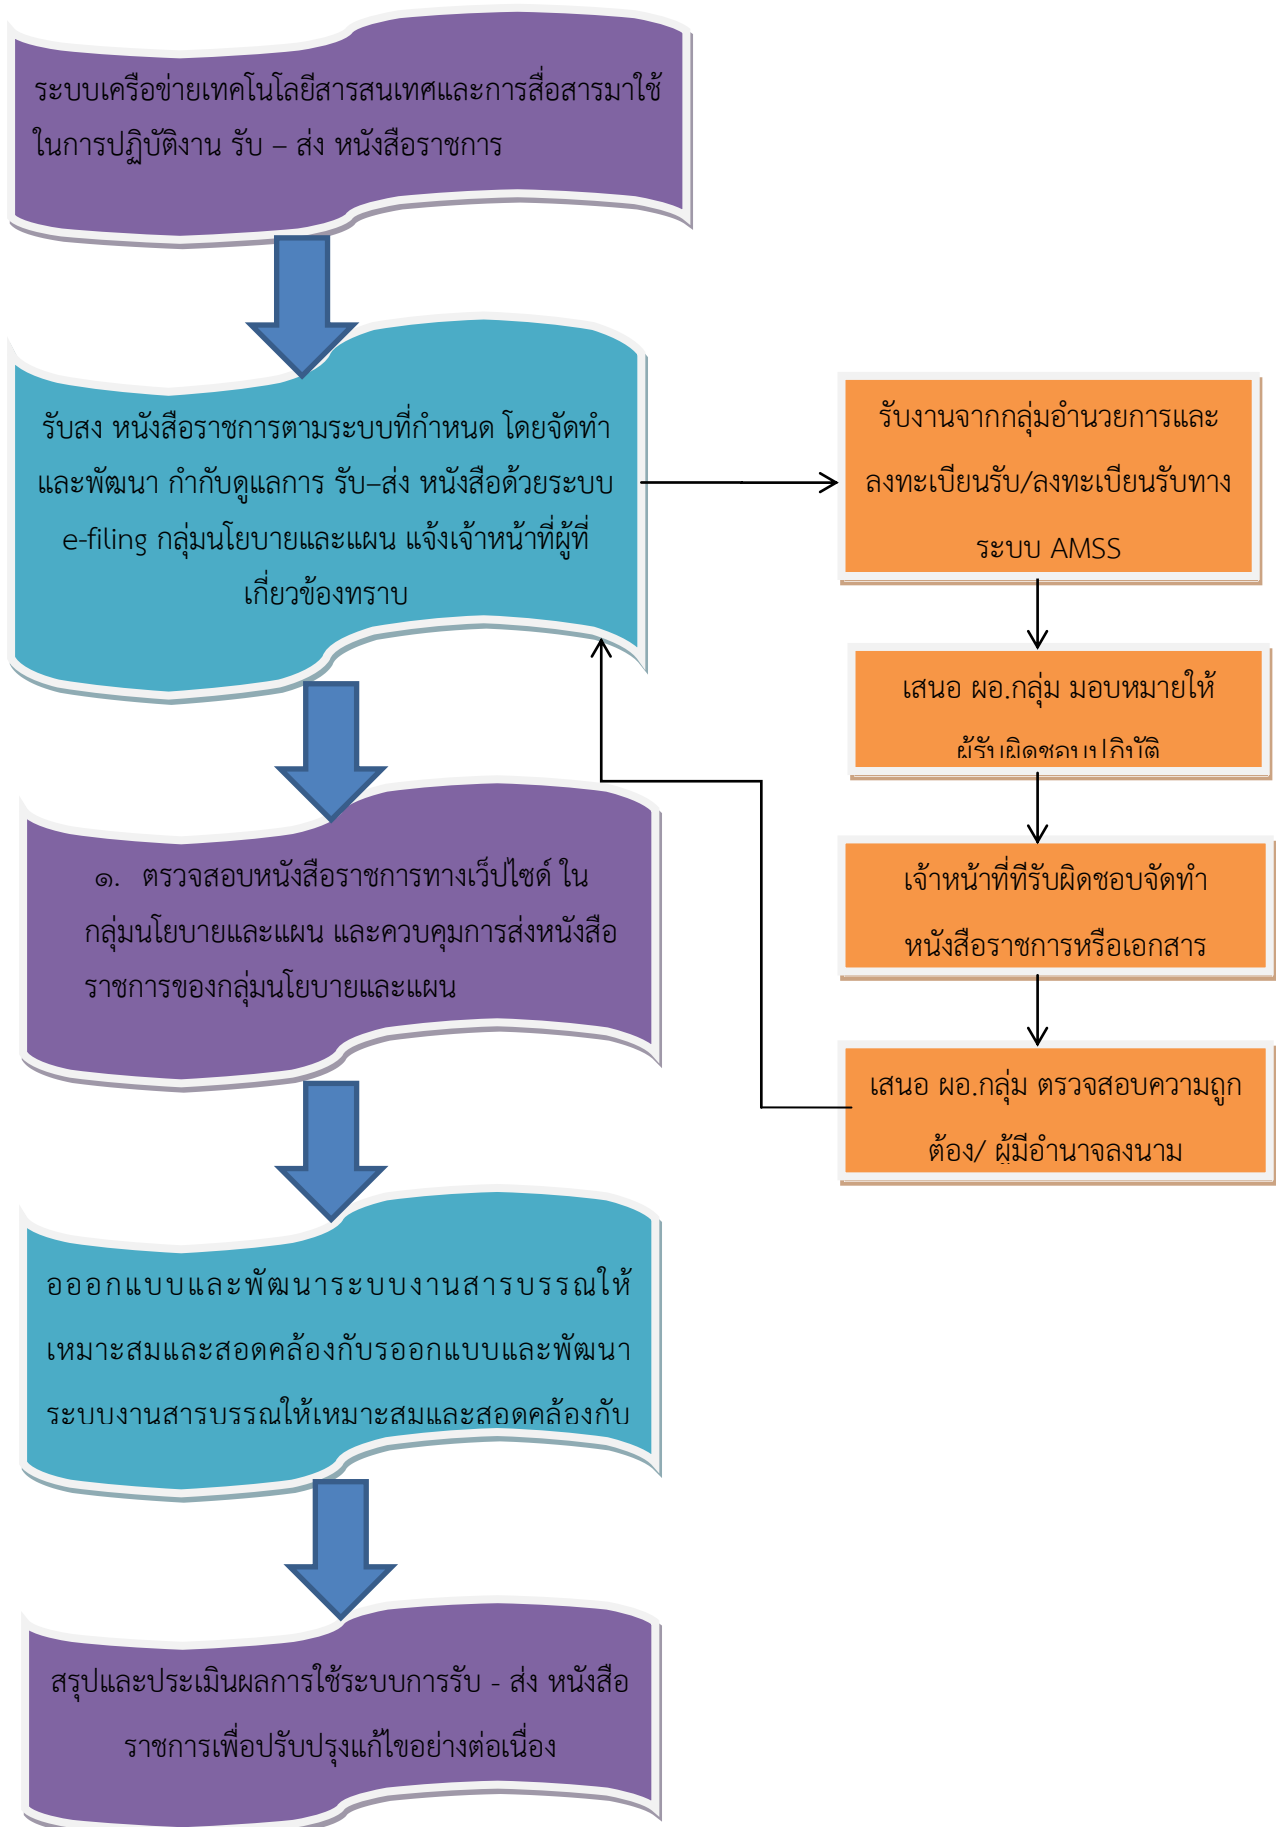 ระบบเครือข่ายเทคโนโลยีสารสนเทศและการสื่อสารมาใช้
ในการปฏิบัติงาน รับ – ส่ง หนังสือราชการ
รับสง หนังสือราชการตามระบบที่กำหนด โดยจัดทำ
และพัฒนา กำกับดูแลการ รับ–ส่ง หนังสือด้วยระบบ
e-filing กลุ่มนโยบายและแผน แจ้งเจ้าหน้าที่ผู้ที่
เกี่ยวข้องทราบ
รับงานจากกลุ่มอำนวยการและ
ลงทะเบียนรับ/ลงทะเบียนรับทาง
ระบบ AMSS
เสนอ ผอ.กลุ่ม มอบหมายให้
ผู้รับผิดชอบปฏิบัติ
เจ้าหน้าที่ทีรับผิดชอบจัดทำ
หนังสือราชการหรือเอกสาร
เสนอ ผอ.กลุ่ม ตรวจสอบความถูก
ต้อง/ ผู้มีอำนาจลงนาม
๑. ตรวจสอบหนังสือราชการทางเว็ปไซด์ ใน
กลุ่มนโยบายและแผน และควบคุมการส่งหนังสือ
ราชการของกลุ่มนโยบายและแผน
อออกแบบและพัฒนาระบบงานสารบรรณให้
เหมาะสมและสอดคล้องกับรออกแบบและพัฒนา
ระบบงานสารบรรณให้เหมาะสมและสอดคล้องกับ
สรุปและประเมินผลการใช้ระบบการรับ - ส่ง หนังสือ
ราชการเพื่อปรับปรุงแก้ไขอย่างต่อเนื่อง